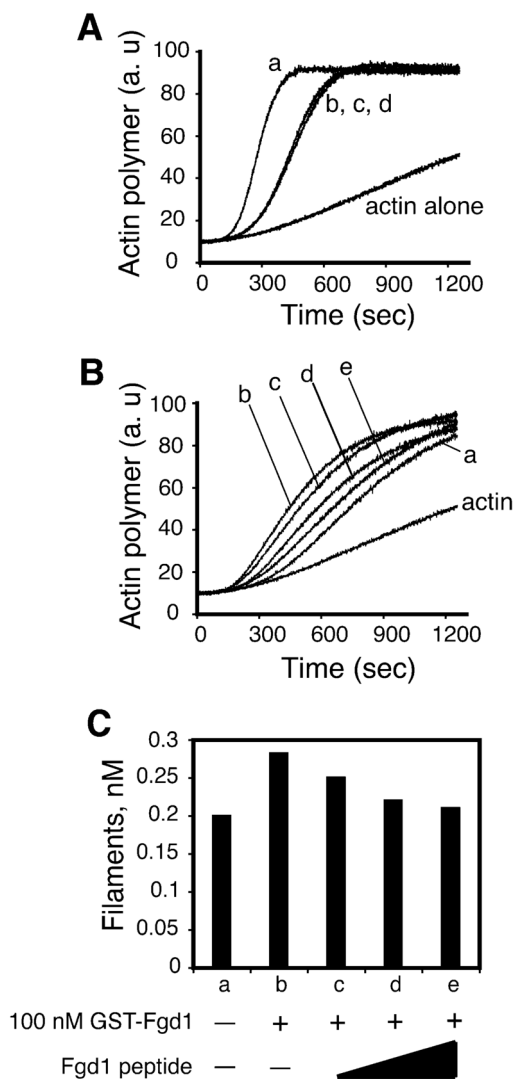 A
Actin polymer (a. u)
100
80
60
40
20
0
a
b, c, d
actin alone
0 300 600 900 1200
Time (sec)
B
Actin polymer (a. u)
100
80
60
40
20
0
b c d e
a
actin
0 300 600 900 1200
Time (sec)
C
Filaments, nM
0.3
0.25
0.2
0.15
0.1
0.05
0
a b c d e
100 nM GST-Fgd1 — + + + +
Fgd1 peptide — —